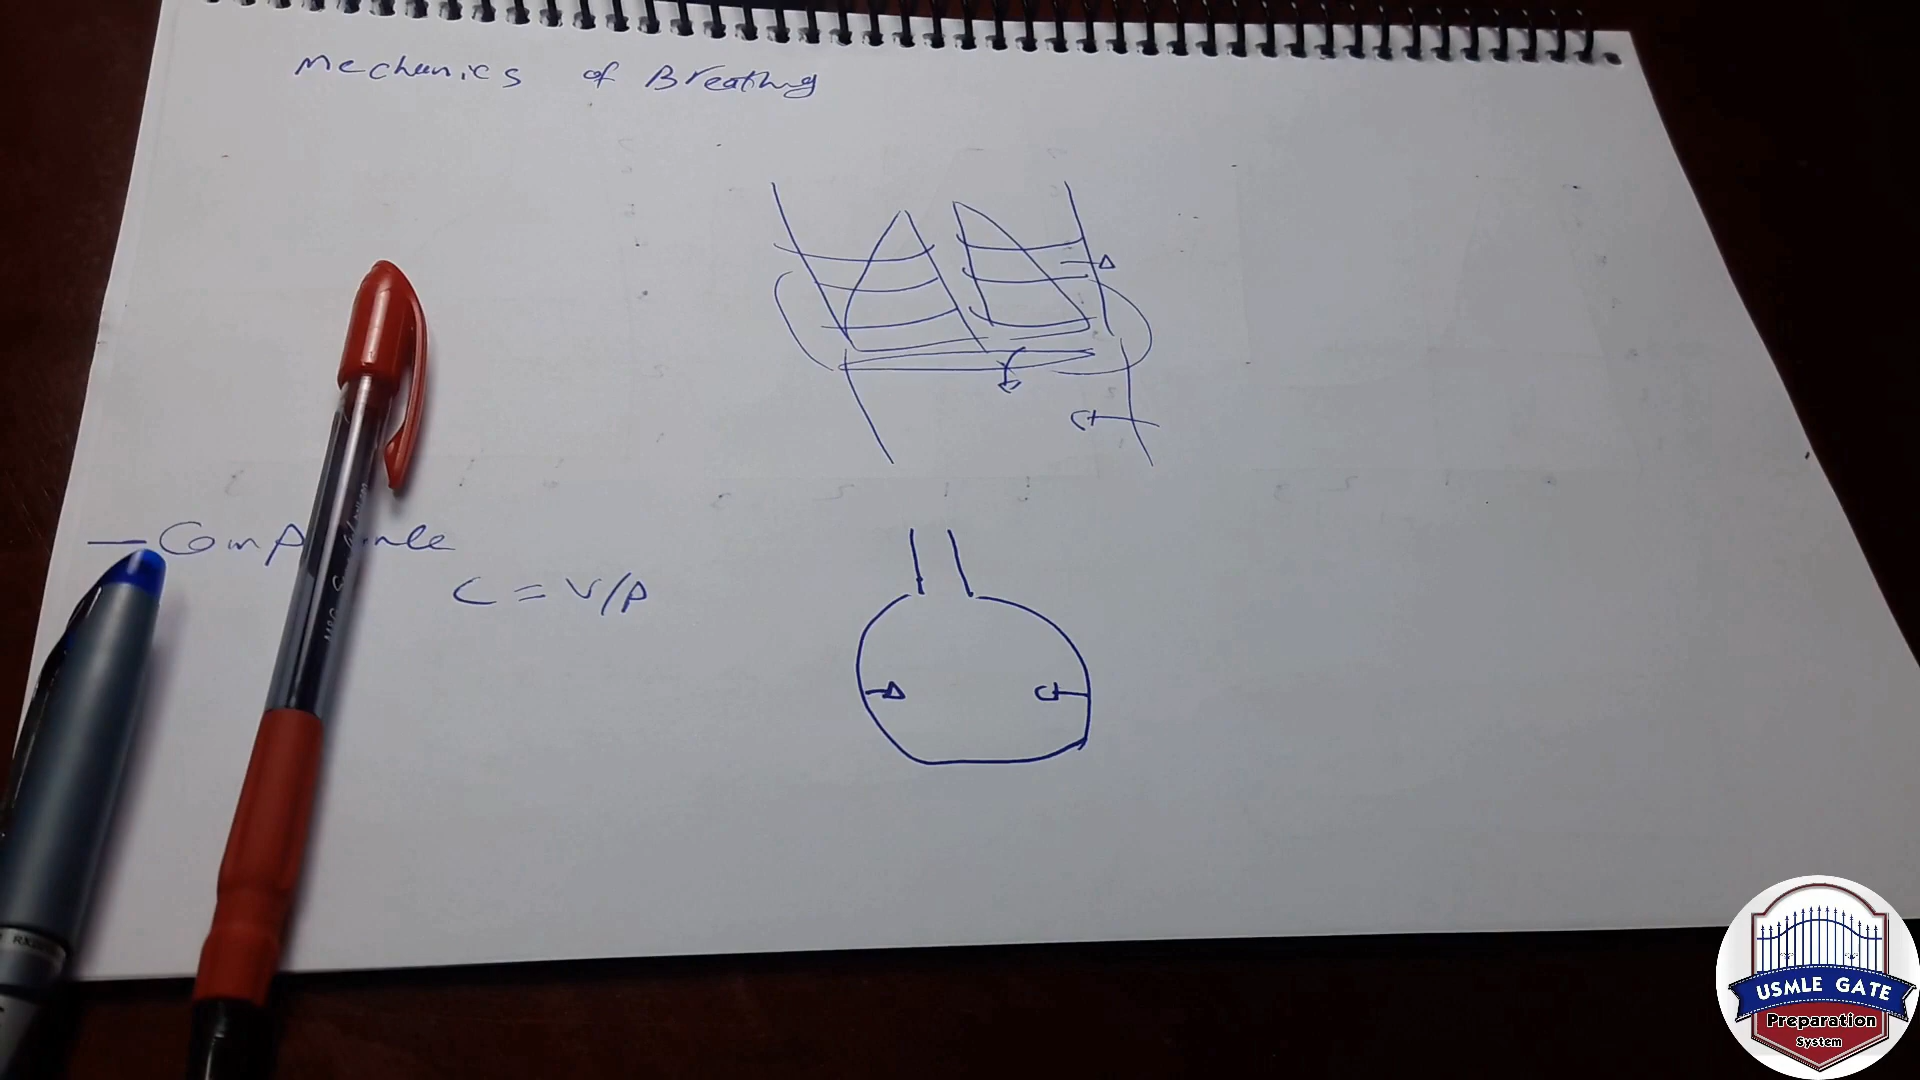 Mechanics of Breathing
C = V/P
USMLE GATE
Preparation
System